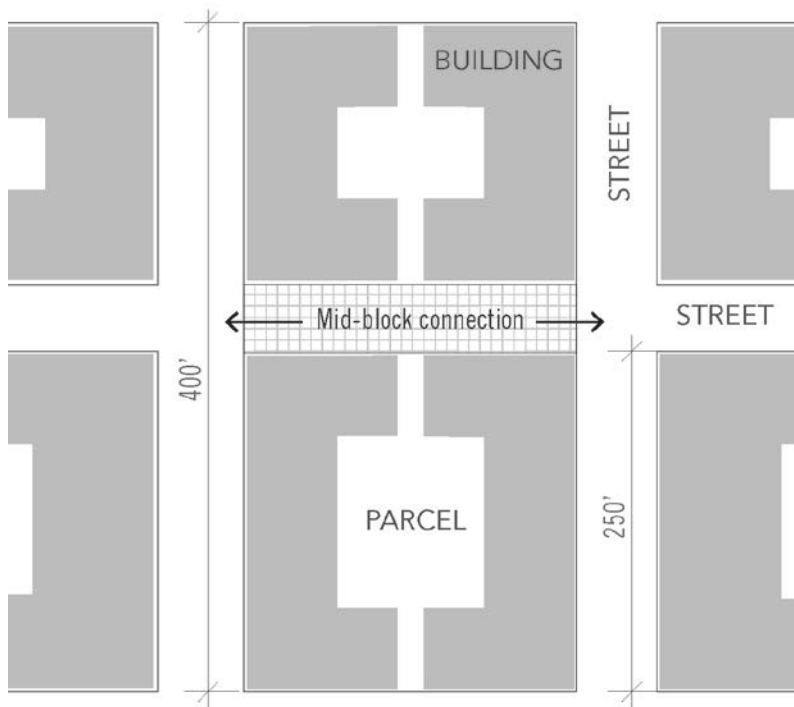 BUILDING
STREET
STREET
Mid-block connection
400'
PARCEL
250'